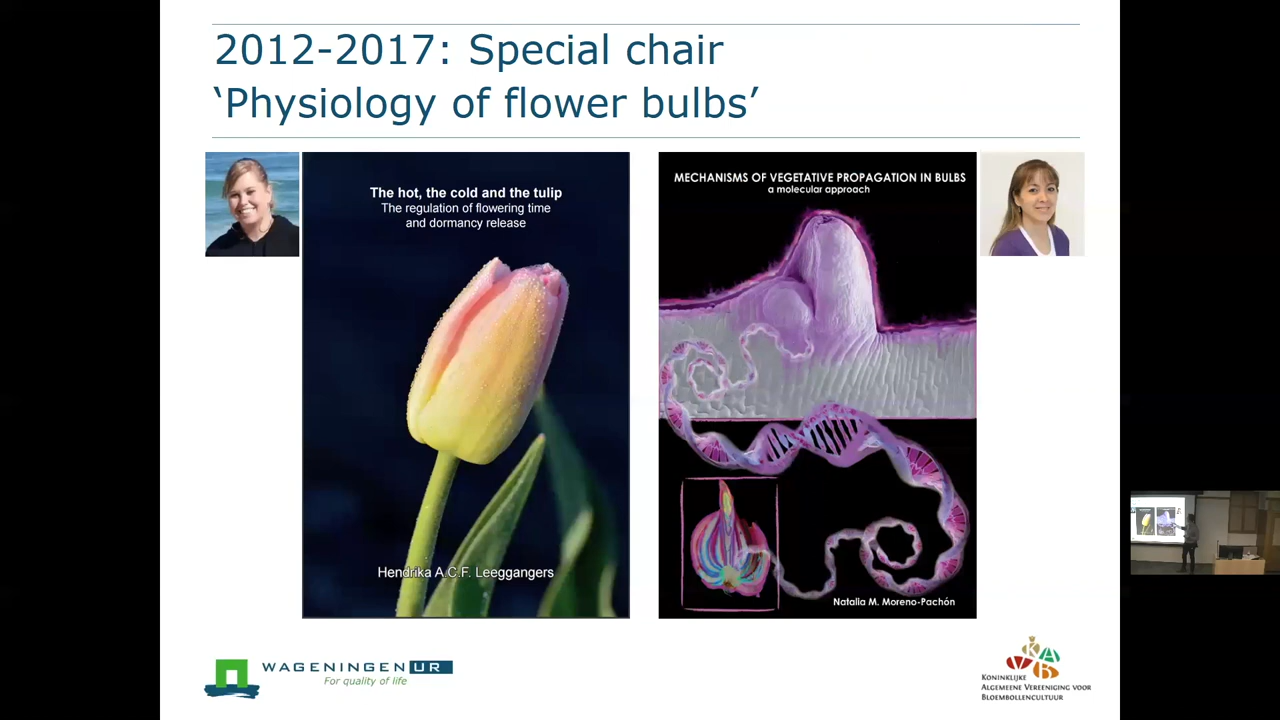 2012-2017: Special chair
‘Physiology of flower bulbs’
The hot, the cold and the tulip
The regulation of flowering time
and dormancy release
Hendrika A.C.F. Leeggangers
MECHANISMS OF VEGETATIVE PROPAGATION IN BULBS
a molecular approach
Natalia M. Moreno-Pachón
WAGENINGEN UR
For quality of life
KAVB
KONINKLIJKE
ALGEMEENE VEREENIGING VOOR
BLOEMBOLLENCULTUUR